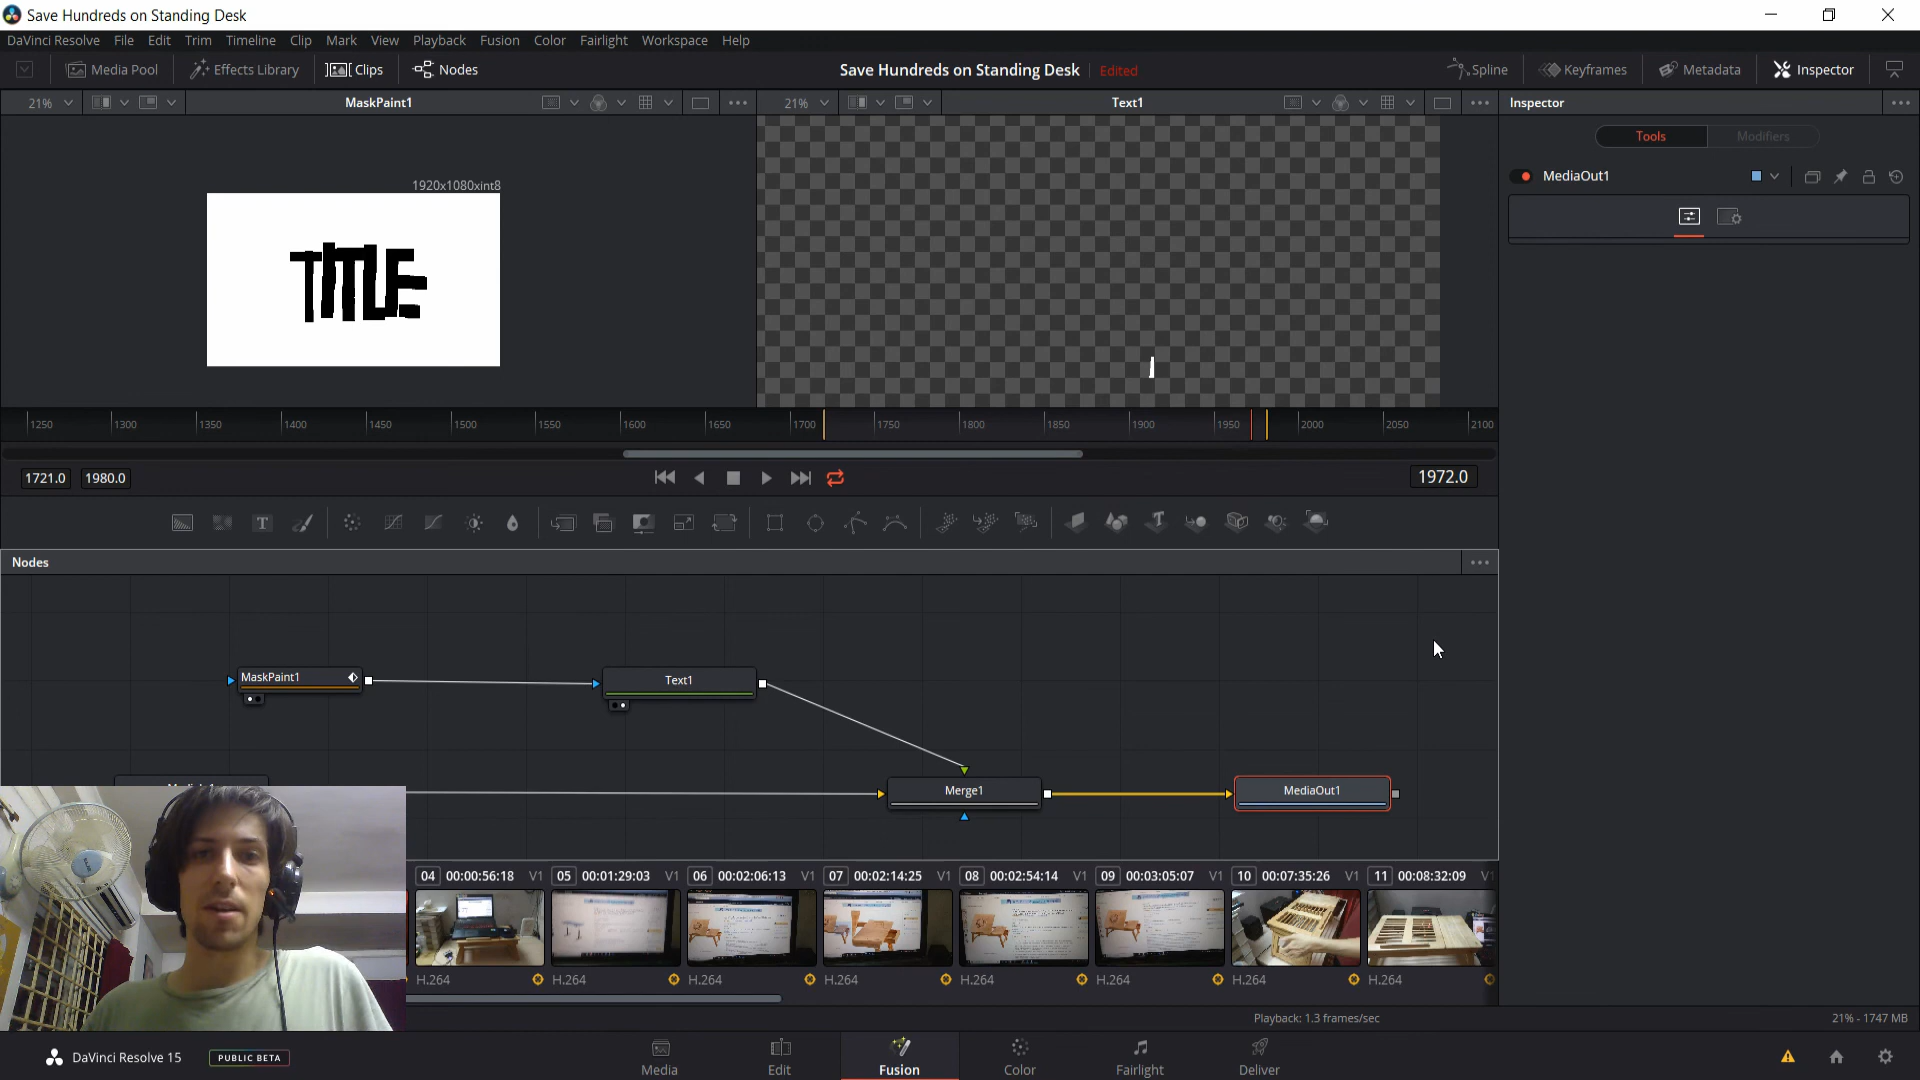 Save Hundreds on Standing Desk
DaVinci Resolve File Edit Trim Timeline Clip Mark View Playback Fusion Color Fairlight Workspace Help
Media Pool Effects Library Clips Nodes Save Hundreds on Standing Desk Edited Spline Keyframes Metadata Inspector
21% MaskPaint1 21% Text1 Inspector
Tools Modifiers
MediaOut1
1920x1080xint8
TITLE
1250 1300 1350 1400 1450 1500 1550 1600 1650 1700 1750 1800 1850 1900 1950 2000 2050 2100
1721.0 1980.0 1972.0
T T
Nodes
MaskPaint1 Text1
Merge1 MediaOut1
04 00:00:56:18 V1 05 00:01:29:03 V1 06 00:02:06:13 V1 07 00:02:14:25 V1 08 00:02:54:14 V1 09 00:03:05:07 V1 10 00:07:35:26 V1 11 00:08:32:09 V1
H.264 H.264 H.264 H.264 H.264 H.264 H.264 H.264
Playback: 1.3 frames/sec 21% - 1747 MB
DaVinci Resolve 15 PUBLIC BETA
Media Edit Fusion Color Fairlight Deliver